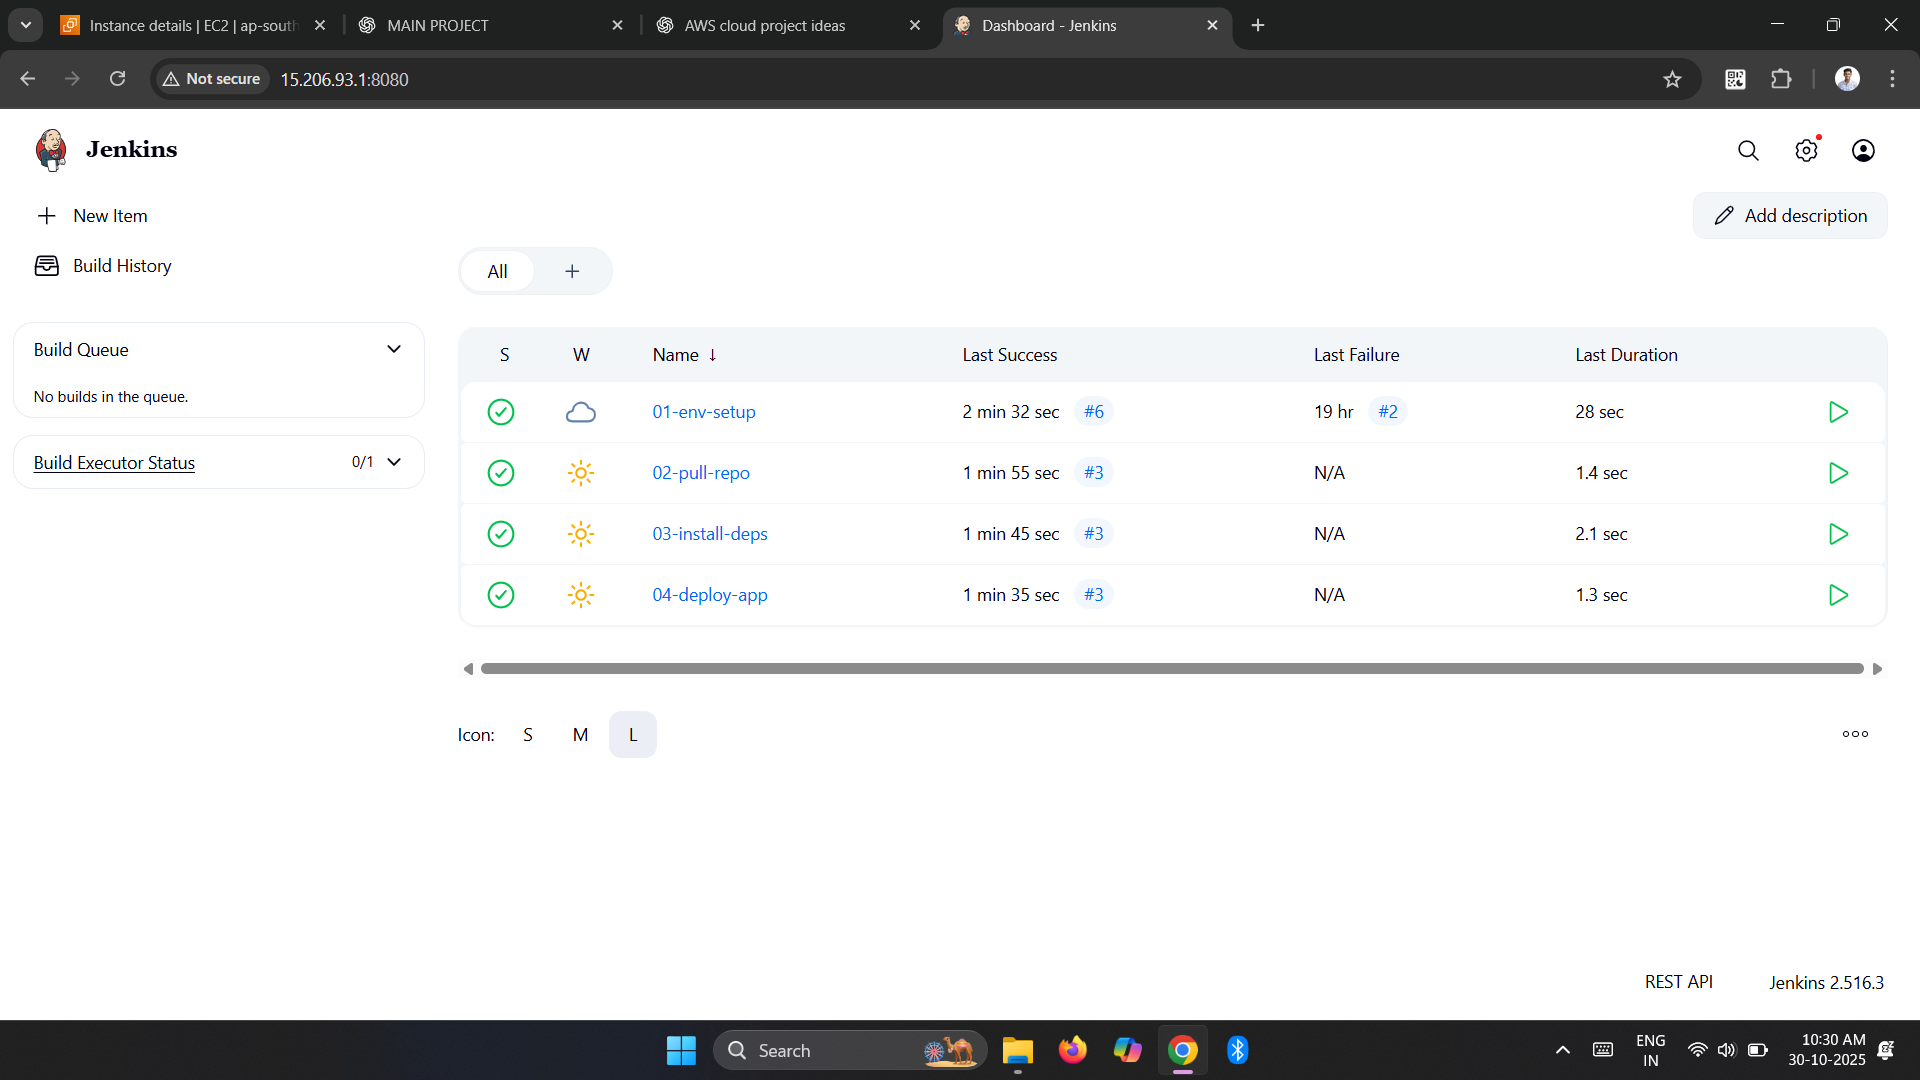 Instance details | EC2 | ap-south
MAIN PROJECT
AWS cloud project ideas
Dashboard - Jenkins
Not secure
15.206.93.1:8080
Jenkins
New Item
Add description
Build History
All
Build Queue
No builds in the queue.
Build Executor Status
0/1
S W Name ↓ Last Success Last Failure Last Duration
01-env-setup 2 min 32 sec #6 19 hr #2 28 sec
02-pull-repo 1 min 55 sec #3 N/A 1.4 sec
03-install-deps 1 min 45 sec #3 N/A 2.1 sec
04-deploy-app 1 min 35 sec #3 N/A 1.3 sec
Icon: S M L
REST API
Jenkins 2.516.3
Search
ENG
IN
10:30 AM
30-10-2025